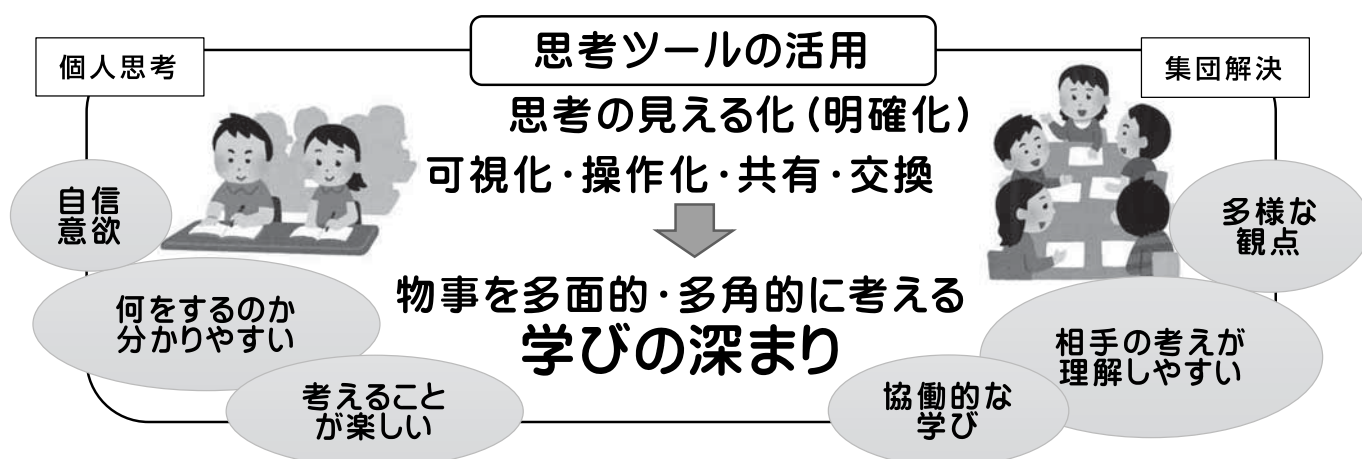 思考ツールの活用
個人思考
集団解決
思考の見える化(明確化)
可視化・操作化・共有・交換
自信
意欲
多様な
観点
何をするのか
分かりやすい
物事を多面的・多角的に考える
学びの深まり
相手の考えが
理解しやすい
考えること
が楽しい
協働的な
学び